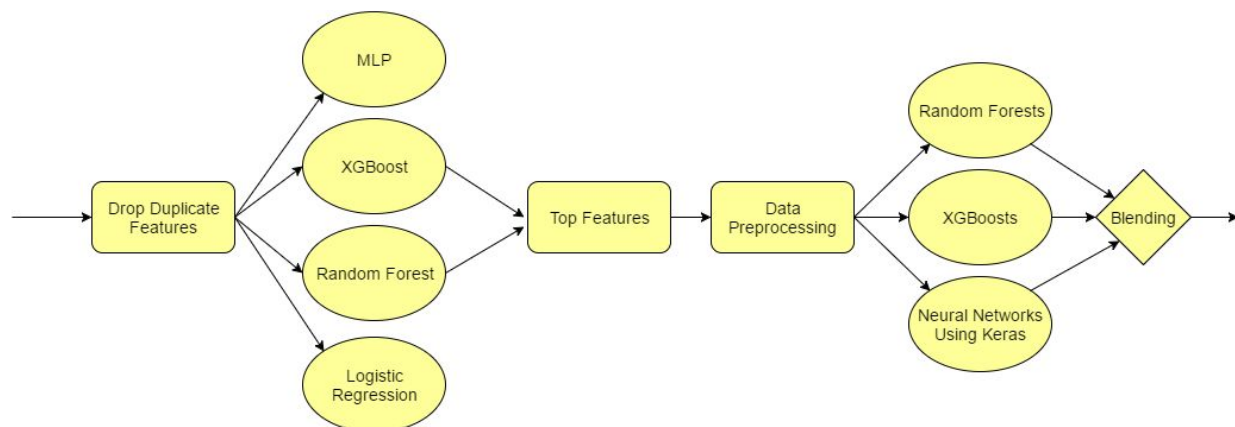 MLP
XGBoost
Drop Duplicate
Features
Random Forest
Logistic
Regression
Top Features
Data
Preprocessing
Random Forests
XGBoosts
Neural Networks
Using Keras
Blending